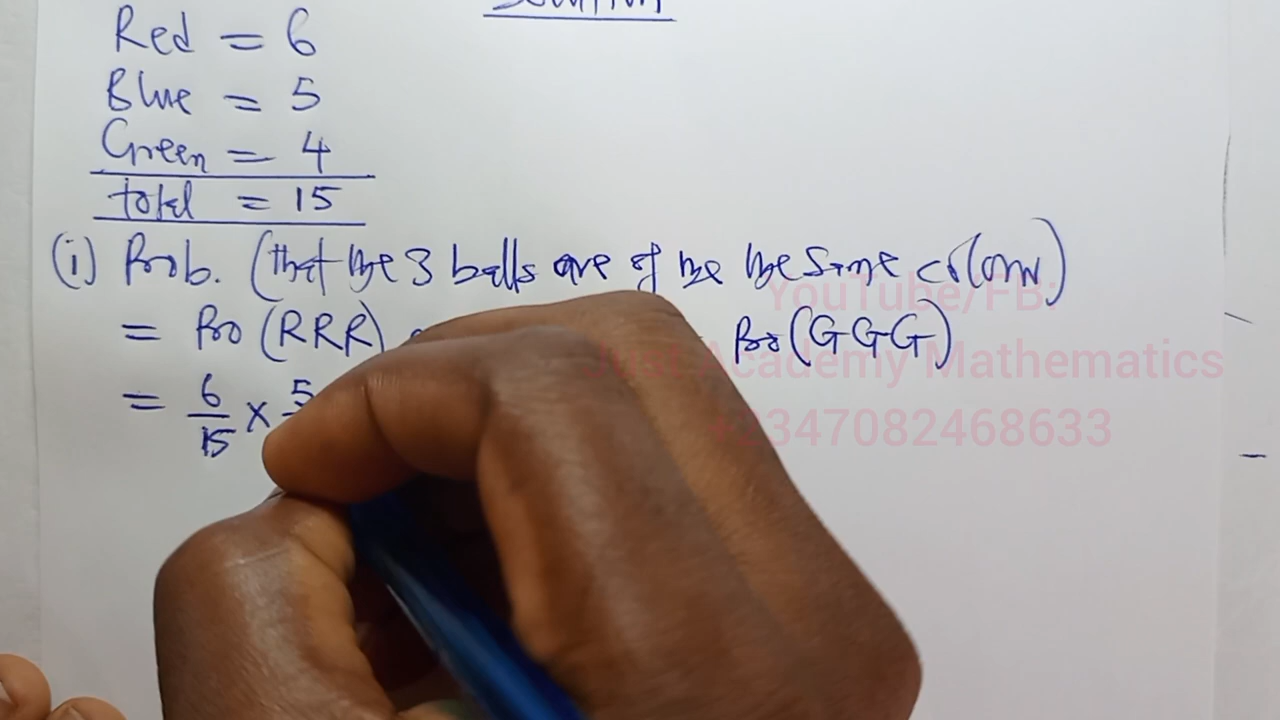 Solution
Red = 6
Blue = 5
Green = 4
total = 15
(i) Prob. (that the 3 balls are of the the same colour)
= Pro (RRR) Pro (GGG)
= 6/15 x 5
YouTube/FB:
Just Academy Mathematics
+2347082468633